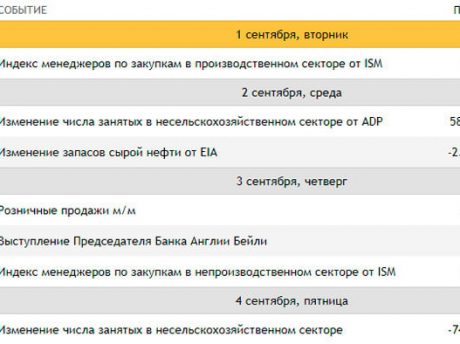 СОБЫТИЕ П
1 сентября, вторник
Индекс менеджеров по закупкам в производственном секторе от ISM
2 сентября, среда
Изменение числа занятых в несельскохозяйственном секторе от ADP 58
Изменение запасов сырой нефти от EIA -2.
3 сентября, четверг
Розничные продажи м/м
Выступление Председателя Банка Англии Бейли
Индекс менеджеров по закупкам в непроизводственном секторе от ISM
4 сентября, пятница
Изменение числа занятых в несельскохозяйственном секторе -74